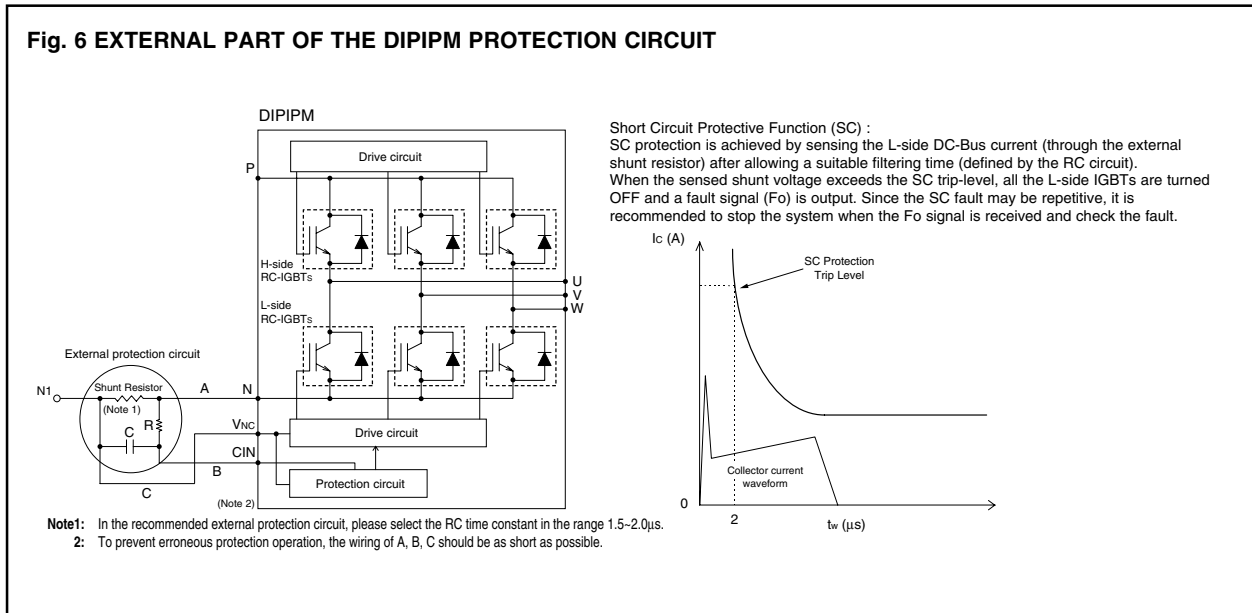 Fig. 6 EXTERNAL PART OF THE DIPIPM PROTECTION CIRCUIT
DIPIPM
Drive circuit
P
H-side
RC-IGBTs
U
V
W
L-side
RC-IGBTs
External protection circuit
N1
Shunt Resistor
(Note 1)
A
N
R
C
VNC
Drive circuit
CIN
B
C
Protection circuit
(Note 2)
Short Circuit Protective Function (SC) :
SC protection is achieved by sensing the L-side DC-Bus current (through the external
shunt resistor) after allowing a suitable filtering time (defined by the RC circuit).
When the sensed shunt voltage exceeds the SC trip-level, all the L-side IGBTs are turned
OFF and a fault signal (Fo) is output. Since the SC fault may be repetitive, it is
recommended to stop the system when the Fo signal is received and check the fault.
Ic (A)
SC Protection
Trip Level
Collector current
waveform
0
2
tw (μs)
Note1: In the recommended external protection circuit, please select the RC time constant in the range 1.5~2.0μs.
2: To prevent erroneous protection operation, the wiring of A, B, C should be as short as possible.